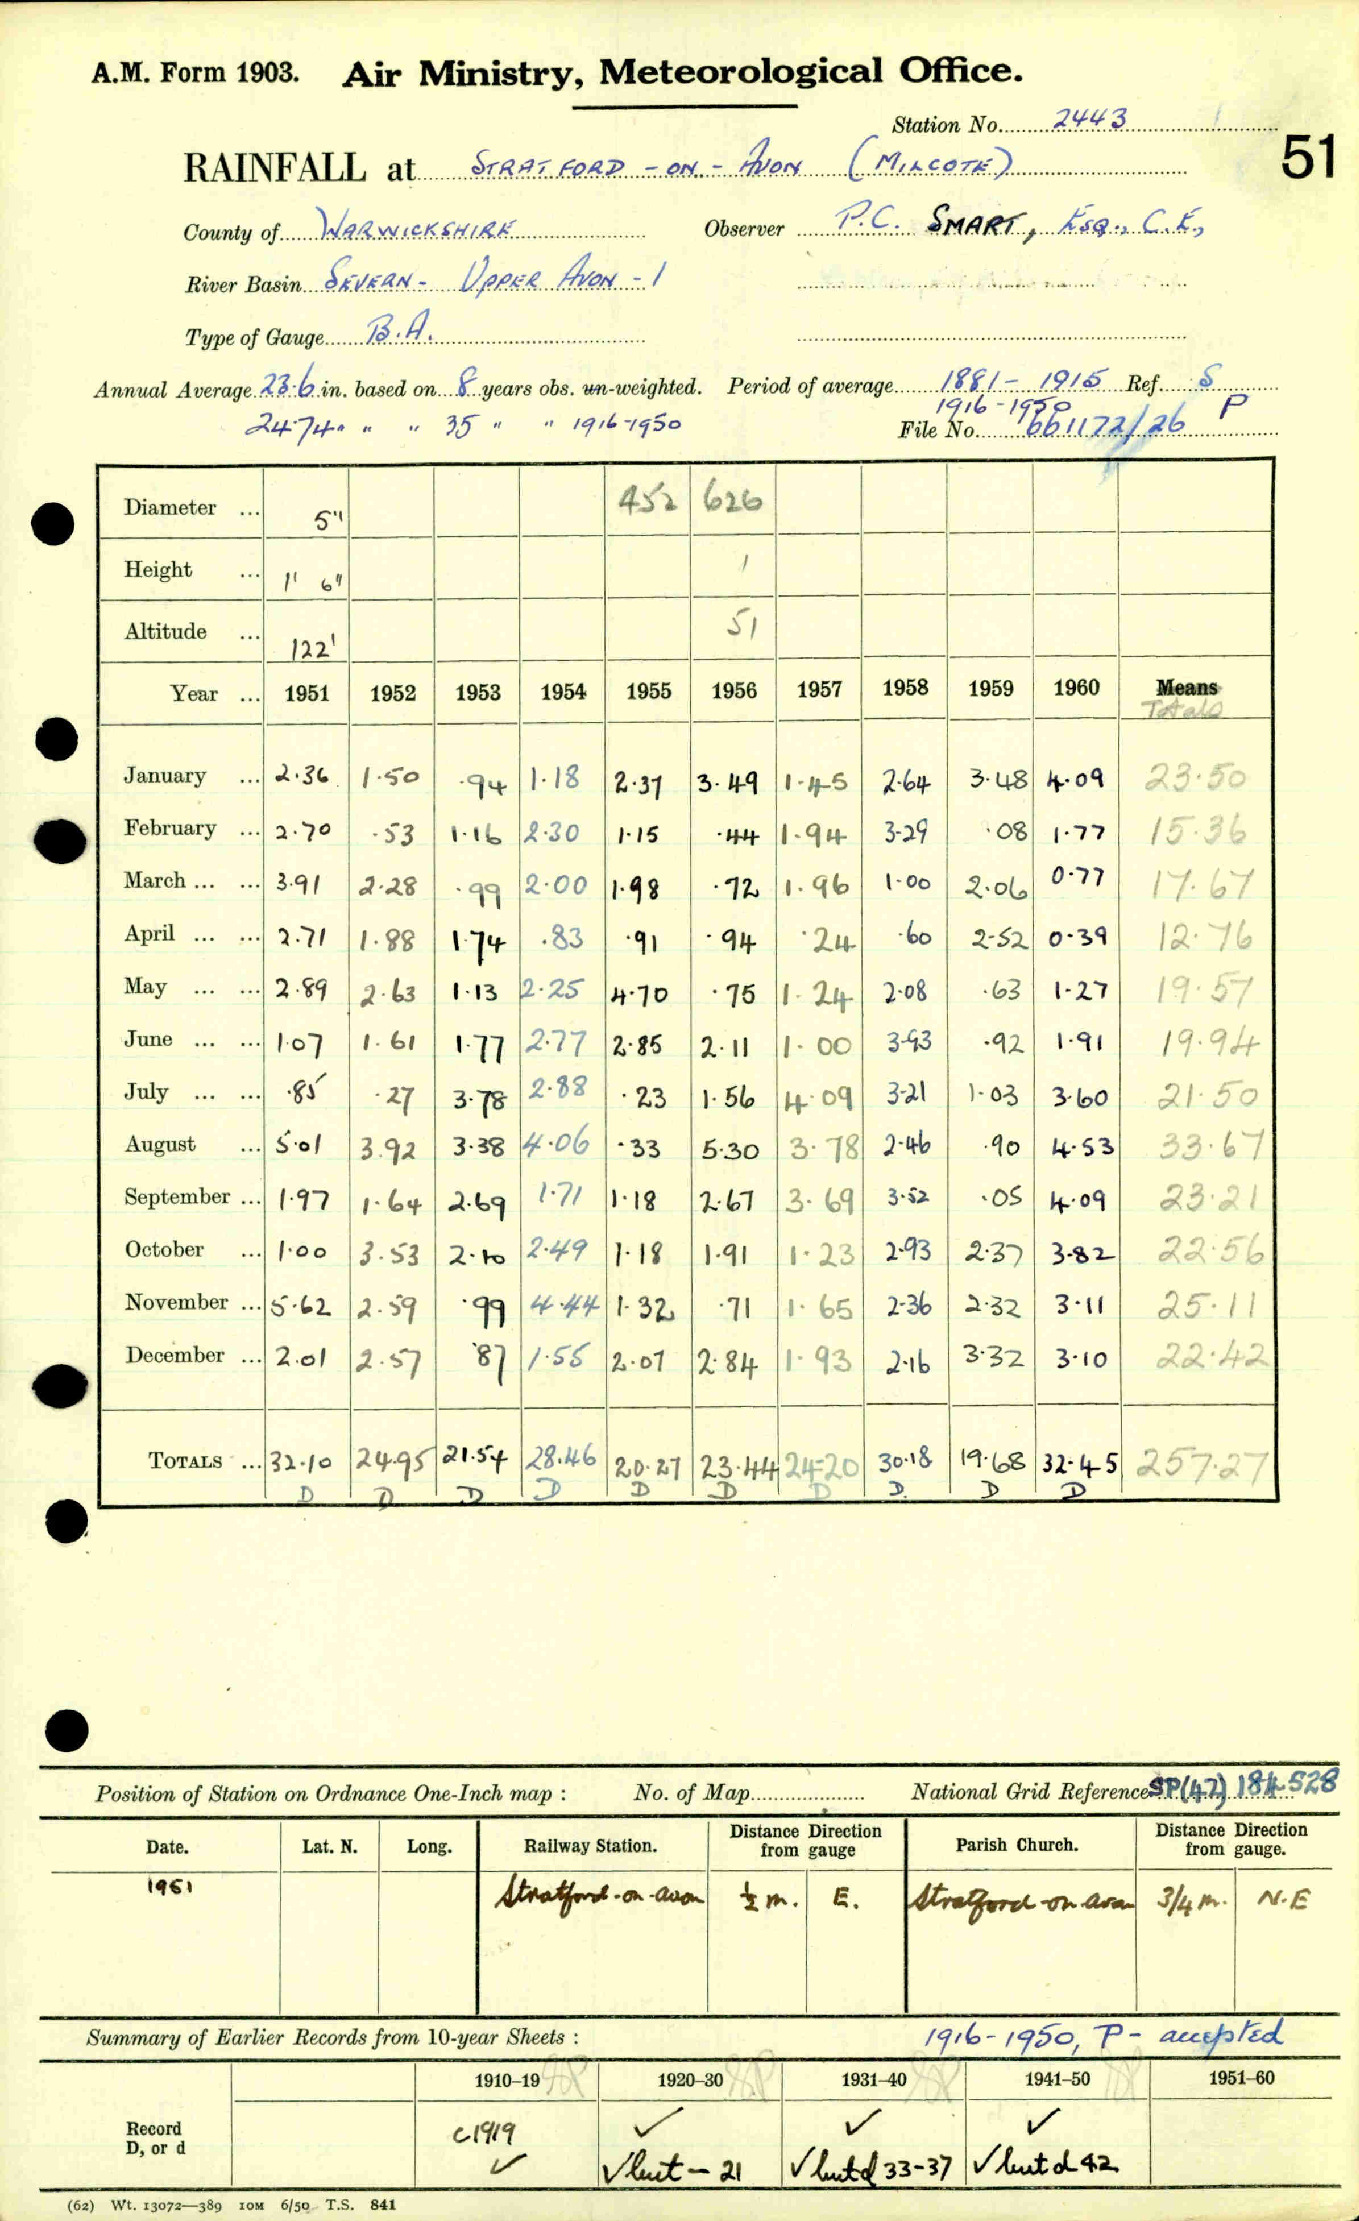 A.M. Form 1903. Air Ministry, Meteorological Office.
Station No. 2443
51
RAINFALL at STRATFORD - ON - AVON (MILCOTE)
County of WARWICKSHIRE Observer P.C. SMART, ESQ., C.E.,
River Basin SEVERN - UPPER AVON - 1
Type of Gauge B.A.
Annual Average 23.6 in. based on 8 years obs. un-weighted. Period of average 1881 - 1915 Ref. S
1916-1950 P
24.74 " " " 35 " " 1916-1950 File No. 661172/26
Diameter ... 5" 452 626
Height ... 1' 6" 1
Altitude ... 122' 51
Year ... 1951 1952 1953 1954 1955 1956 1957 1958 1959 1960 Means
Totals
January ... 2.36 1.50 .94 1.18 2.37 3.49 1.45 2.64 3.48 4.09 23.50
February ... 2.70 .53 1.16 2.30 1.15 .44 1.94 3.29 .08 1.77 15.36
March ... ... 3.91 2.28 .99 2.00 1.98 .72 1.96 1.00 2.06 0.77 17.67
April ... ... 2.71 1.88 1.74 .83 .91 .94 .24 .60 2.52 0.39 12.76
May ... ... 2.89 2.63 1.13 2.25 4.70 .75 1.24 2.08 .63 1.27 19.57
June ... ... 1.07 1.61 1.77 2.77 2.85 2.11 1.00 3.93 .92 1.91 19.94
July ... ... .85 .27 3.78 2.88 .23 1.56 4.09 3.21 1.03 3.60 21.50
August ... 5.01 3.92 3.38 4.06 .33 5.30 3.78 2.46 .90 4.53 33.67
September ... 1.97 1.64 2.69 1.71 1.18 2.67 3.69 3.52 .05 4.09 23.21
October ... 1.00 3.53 2.10 2.49 1.18 1.91 1.23 2.93 2.37 3.82 22.56
November ... 5.62 2.59 .99 4.44 1.32 .71 1.65 2.36 2.32 3.11 25.11
December ... 2.01 2.57 .87 1.55 2.07 2.84 1.93 2.16 3.32 3.10 22.42
TOTALS ... 32.10 24.95 21.54 28.46 20.27 23.44 24.20 30.18 19.68 32.45 257.27
D D D D D D D D D D
Position of Station on Ordnance One-Inch map : No. of Map National Grid Reference SP(42) 184528
Date. Lat. N. Long. Railway Station. Distance from gauge Direction Parish Church. Distance from gauge. Direction
1951 Stratford-on-avon 1/2 m. E. Stratford-on-avon 3/4 m. N.E
Summary of Earlier Records from 10-year Sheets : 1916-1950, P - accepted
1910–19 1920–30 1931–40 1941–50 1951–60
Record c1919 ✓ ✓ ✓
D, or d ✓ ✓ but - 21 ✓ but d 33-37 ✓ but d 42
(62) Wt. 13072—389 10M 6/50 T.S. 841